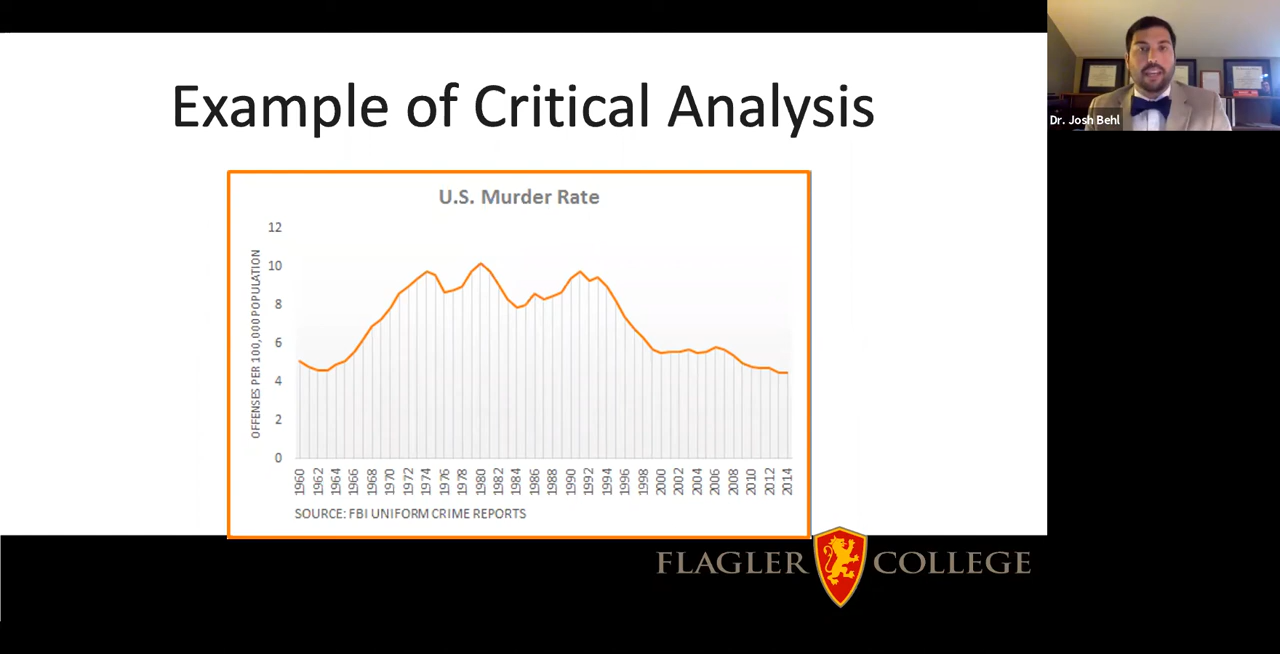 Example of Critical Analysis
Dr. Josh Behl
U.S. Murder Rate
OFFENSES PER 100,000 POPULATION
12
10
8
6
4
2
0
1960 1962 1964 1966 1968 1970 1972 1974 1976 1978 1980 1982 1984 1986 1988 1990 1992 1994 1996 1998 2000 2002 2004 2006 2008 2010 2012 2014
SOURCE: FBI UNIFORM CRIME REPORTS
FLAGLER COLLEGE